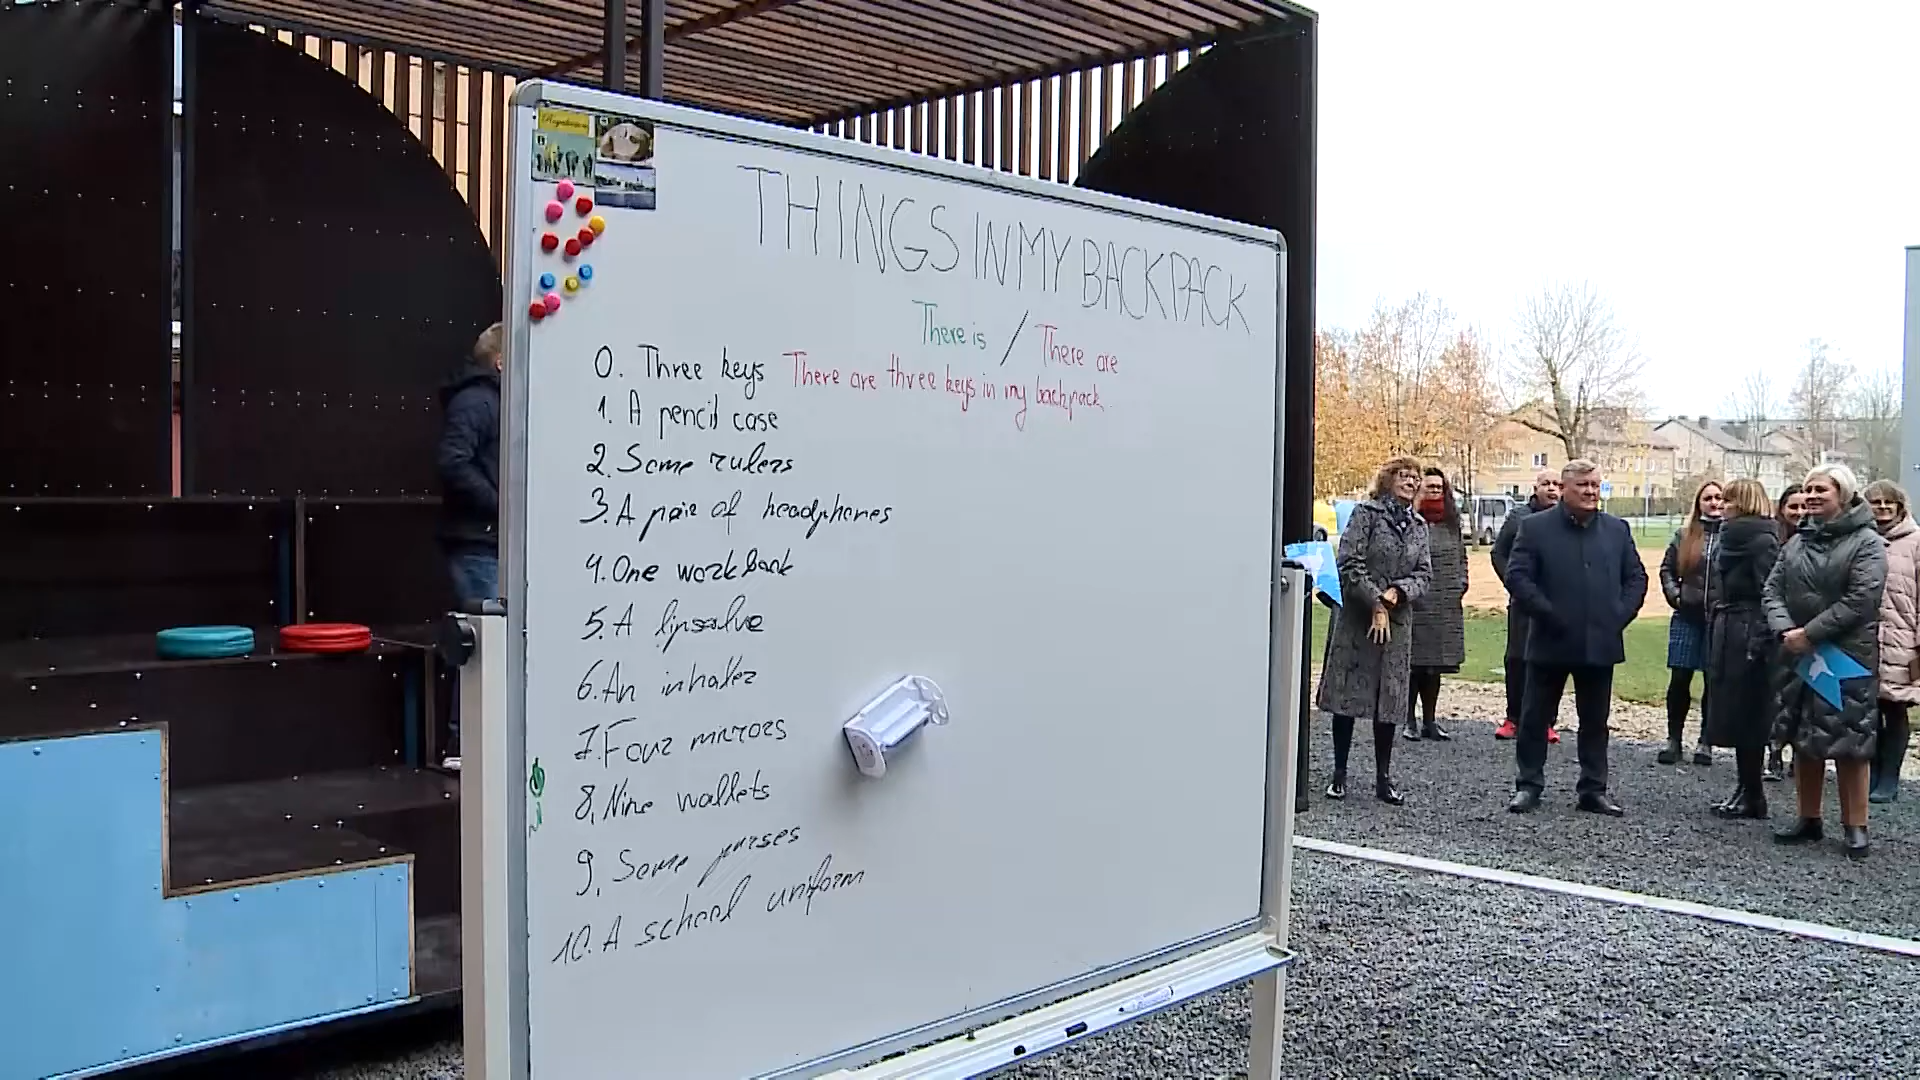 THINGS IN MY BACKPACK
There is / There are
0. Three keys There are three keys in my backpack.
1. A pencil case
2. Some rulers
3. A pair of headphones
4. One workbook
5. A lipsalve
6. An inhaler
7. Four mirrors
8. Nine wallets
9. Some purses
10. A school uniform